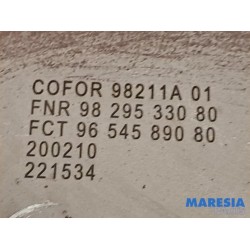 COFOR 98211A 01
FNR 98 295 330 80
FCT 96 545 890 80
200210
221534
MARESIA